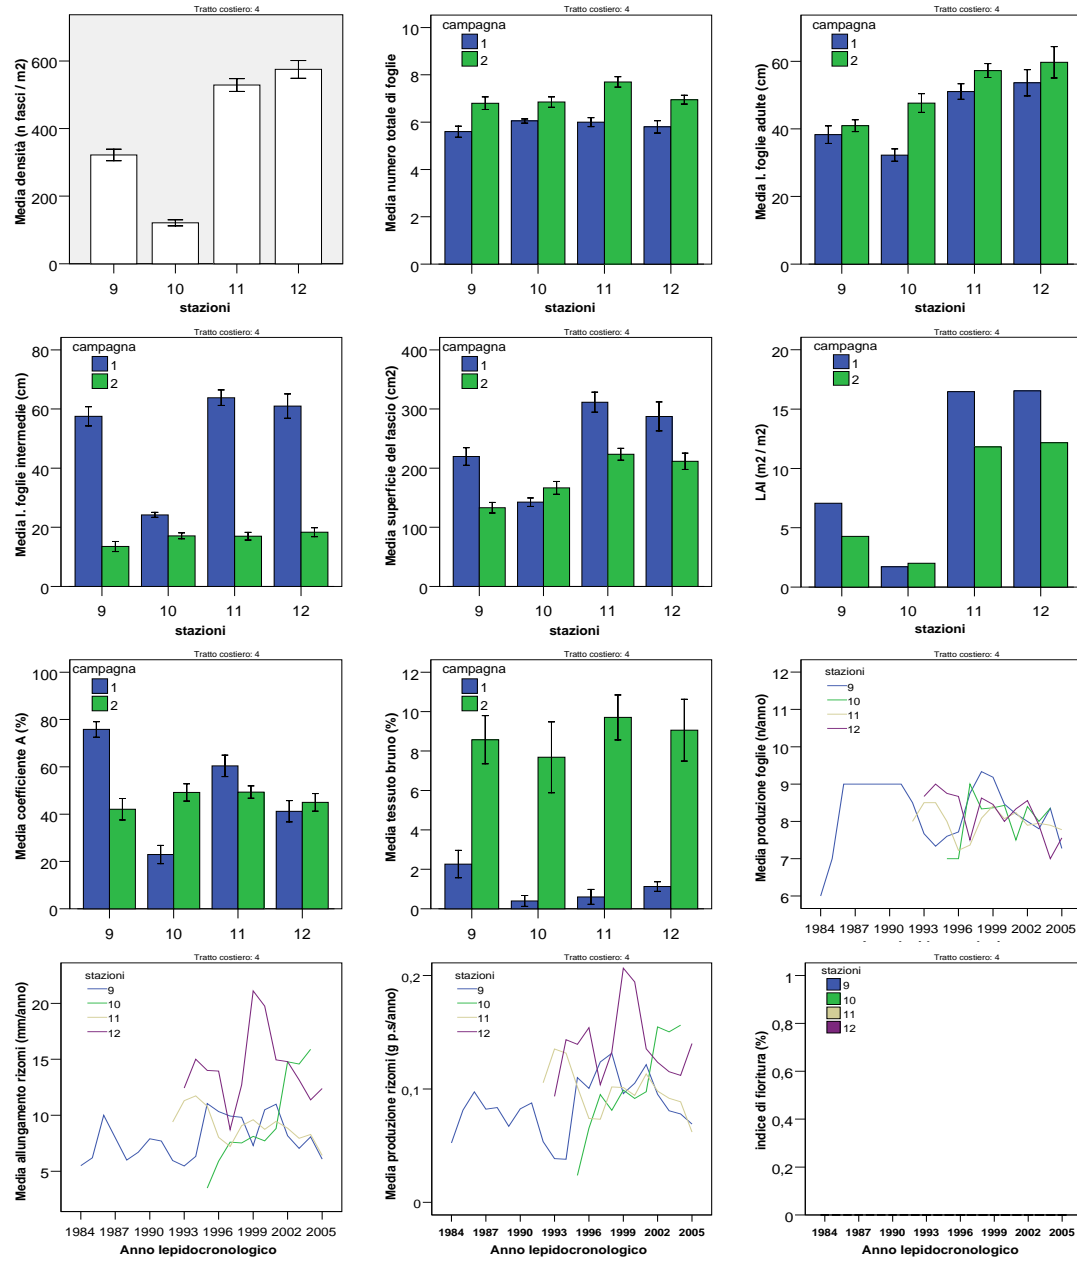 Tratto costiero: 4
Media densità (n fasci / m2)
600
400
200
0
9 10 11 12
stazioni
Tratto costiero: 4
campagna
1
2
Media numero totale di foglie
10
8
6
4
2
0
9 10 11 12
stazioni
Tratto costiero: 4
campagna
1
2
Media l. foglie adulte (cm)
60
40
20
0
9 10 11 12
stazioni
Tratto costiero: 4
campagna
1
2
Media l. foglie intermedie (cm)
80
60
40
20
0
9 10 11 12
stazioni
Tratto costiero: 4
campagna
1
2
Media superficie del fascio (cm2)
400
300
200
100
0
9 10 11 12
stazioni
Tratto costiero: 4
campagna
1
2
LAI (m2 / m2)
20
15
10
5
0
9 10 11 12
stazioni
Tratto costiero: 4
campagna
1
2
Media coefficiente A (%)
100
80
60
40
20
0
9 10 11 12
Tratto costiero: 4
campagna
1
2
Media tessuto bruno (%)
12
10
8
6
4
2
0
9 10 11 12
Tratto costiero: 4
stazioni
9
10
11
12
Media produzione foglie (n/anno)
12
11
10
9
8
7
6
1984 1987 1990 1993 1996 1999 2002 2005
Tratto costiero: 4
stazioni
9
10
11
12
Media allungamento rizomi (mm/anno)
20
15
10
5
1984 1987 1990 1993 1996 1999 2002 2005
Anno lepidocronologico
Tratto costiero: 4
stazioni
9
10
11
12
Media produzione rizomi (g p.s/anno)
0,2
0,1
0
1984 1987 1990 1993 1996 1999 2002 2005
Anno lepidocronologico
Tratto costiero: 4
stazioni
9
10
11
12
indice di fioritura (%)
1
0,8
0,6
0,4
0,2
0
1984 1987 1990 1993 1996 1999 2002 2005
Anno lepidocronologico